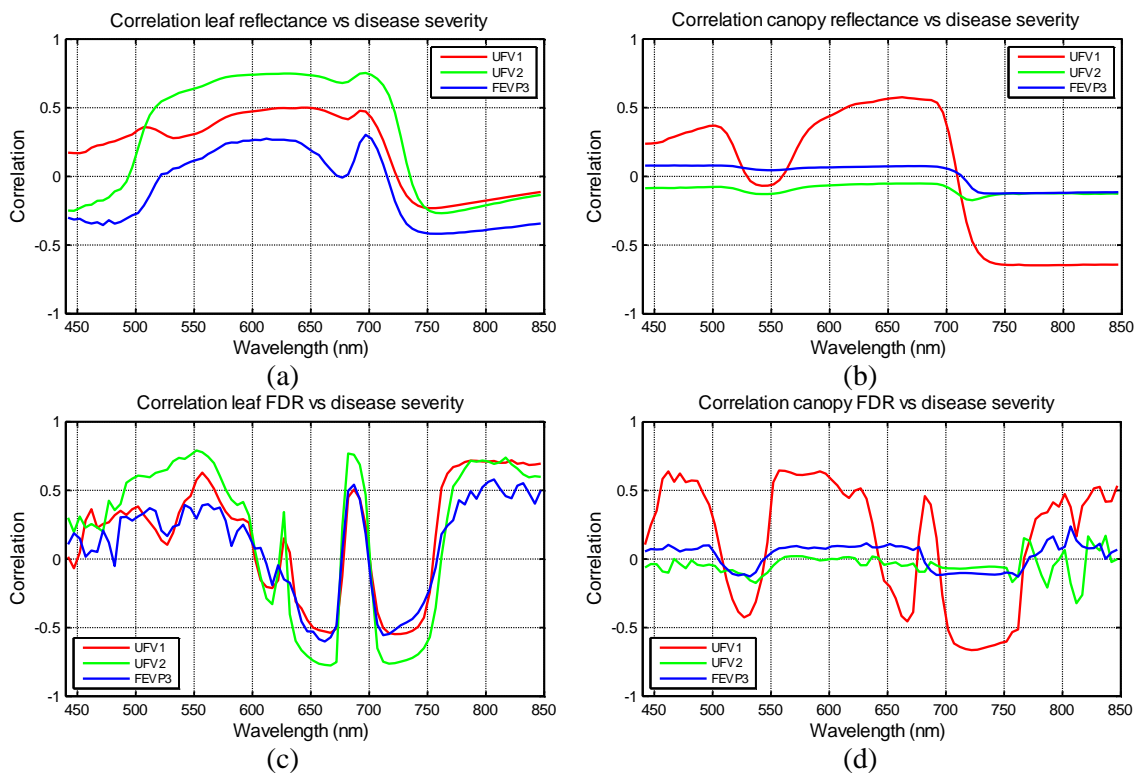 Correlation leaf reflectance vs disease severity
1
0.5
0
-0.5
-1
Correlation
UFV1
UFV2
FEVP3
450 500 550 600 650 700 750 800 850
Wavelength (nm)
(a)
Correlation canopy reflectance vs disease severity
1
0.5
0
-0.5
-1
Correlation
UFV1
UFV2
FEVP3
450 500 550 600 650 700 750 800 850
Wavelength (nm)
(b)
Correlation leaf FDR vs disease severity
1
0.5
0
-0.5
-1
Correlation
UFV1
UFV2
FEVP3
450 500 550 600 650 700 750 800 850
Wavelength (nm)
(c)
Correlation canopy FDR vs disease severity
1
0.5
0
-0.5
-1
Correlation
UFV1
UFV2
FEVP3
450 500 550 600 650 700 750 800 850
Wavelength (nm)
(d)